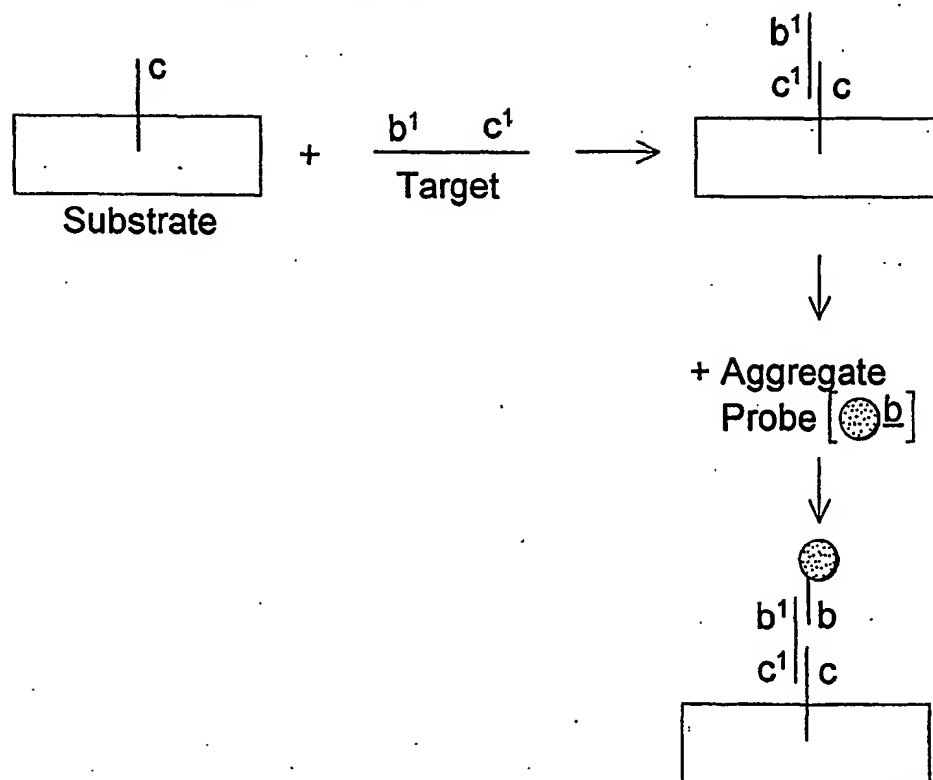 c
Substrate
+
b¹ c¹
Target
b¹
c¹ c
+ Aggregate
Probe [b]
b¹ b
c¹ c